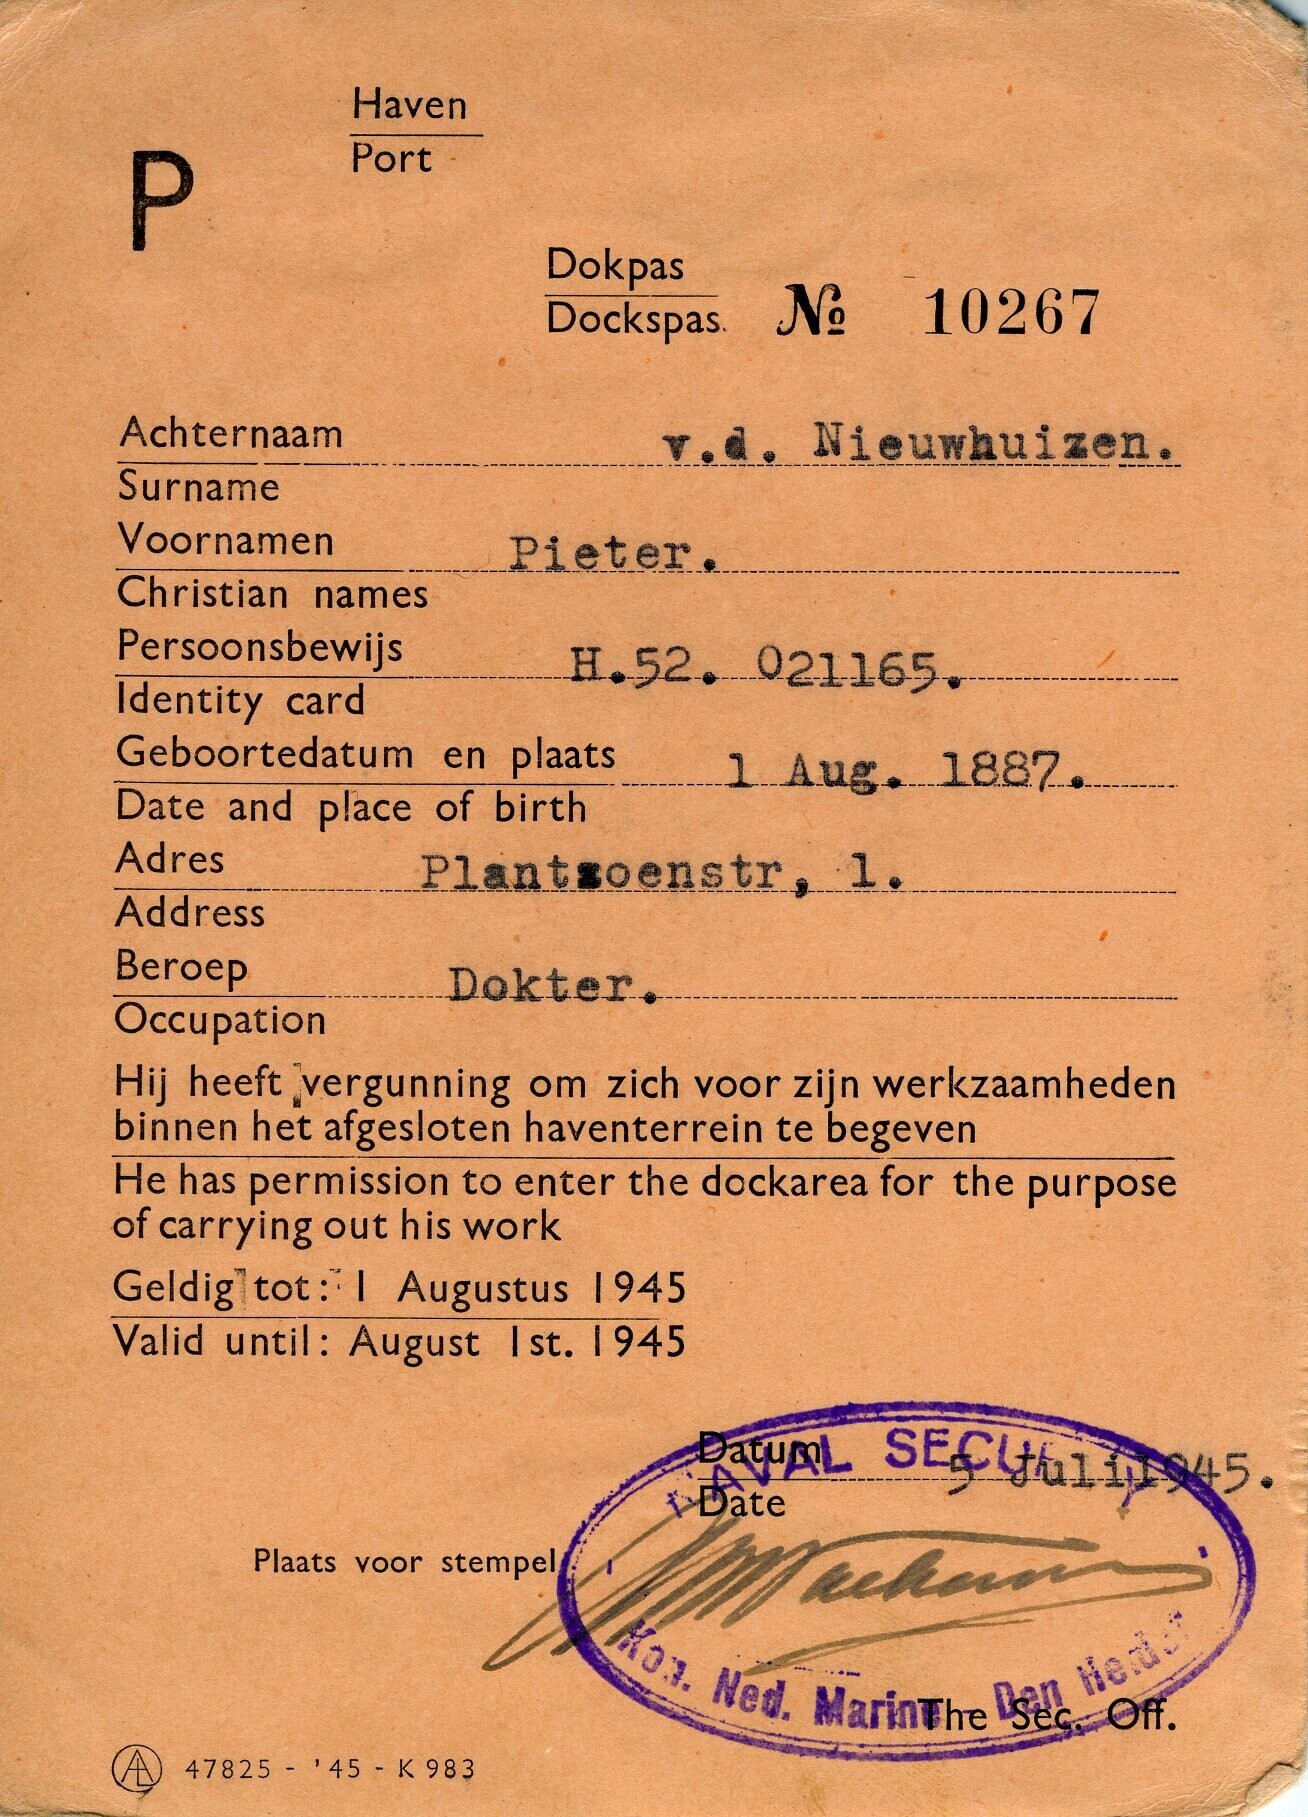 Haven
Port
P
Dokpas
Dockspas. № 10267
Achternaam v.d. Nieuwhuizen.
Surname
Voornamen Pieter.
Christian names
Persoonsbewijs H.52. 021165.
Identity card
Geboortedatum en plaats 1 Aug. 1887.
Date and place of birth
Adres Plantzoenstr, 1.
Address
Beroep Dokter.
Occupation
Hij heeft vergunning om zich voor zijn werkzaamheden
binnen het afgesloten haventerrein te begeven
He has permission to enter the dockarea for the purpose
of carrying out his work
Geldig tot: 1 Augustus 1945
Valid until: August 1st. 1945
NAVAL SECURITY
Datum 5 Juli 1945.
Date
Plaats voor stempel
Kon. Ned. Marine - Den Helder
The Sec. Off.
47825 - '45 - K 983